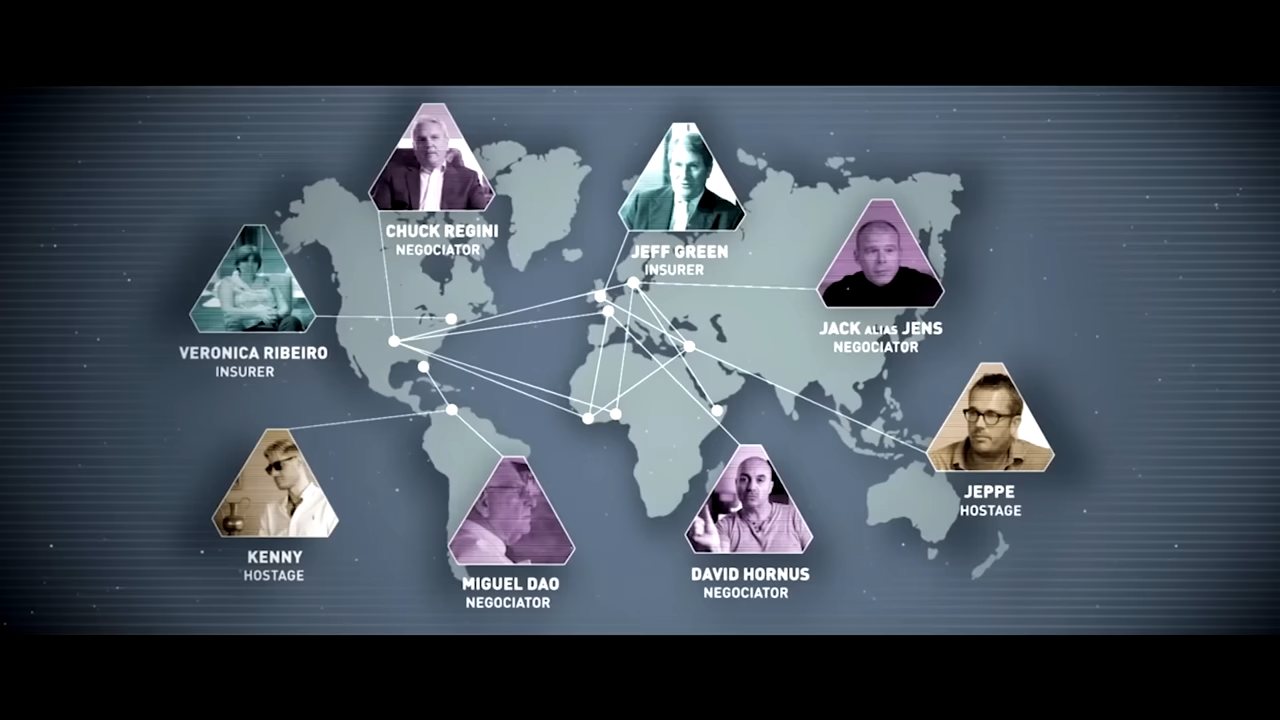 CHUCK REGINI
NEGOCIATOR
JEFF GREEN
INSURER
JACK ALIAS JENS
NEGOCIATOR
VERONICA RIBEIRO
INSURER
JEPPE
HOSTAGE
KENNY
HOSTAGE
MIGUEL DAO
NEGOCIATOR
DAVID HORNUS
NEGOCIATOR